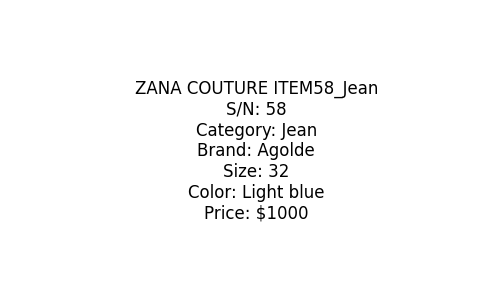 ZANA COUTURE ITEM58_Jean
S/N: 58
Category: Jean
Brand: Agolde
Size: 32
Color: Light blue
Price: $1000